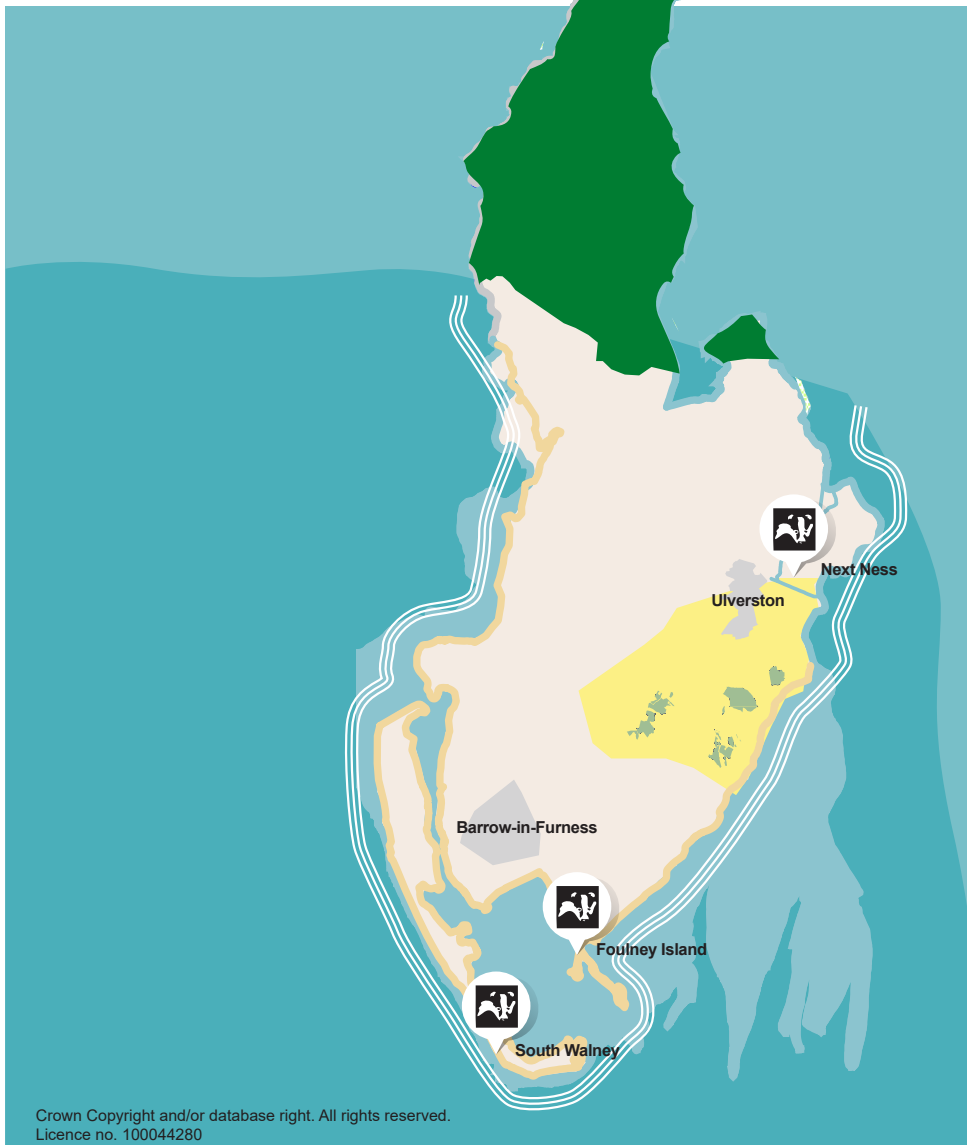 Next Ness
Ulverston
Barrow-in-Furness
Foulney Island
South Walney
Crown Copyright and/or database right. All rights reserved.
Licence no. 100044280